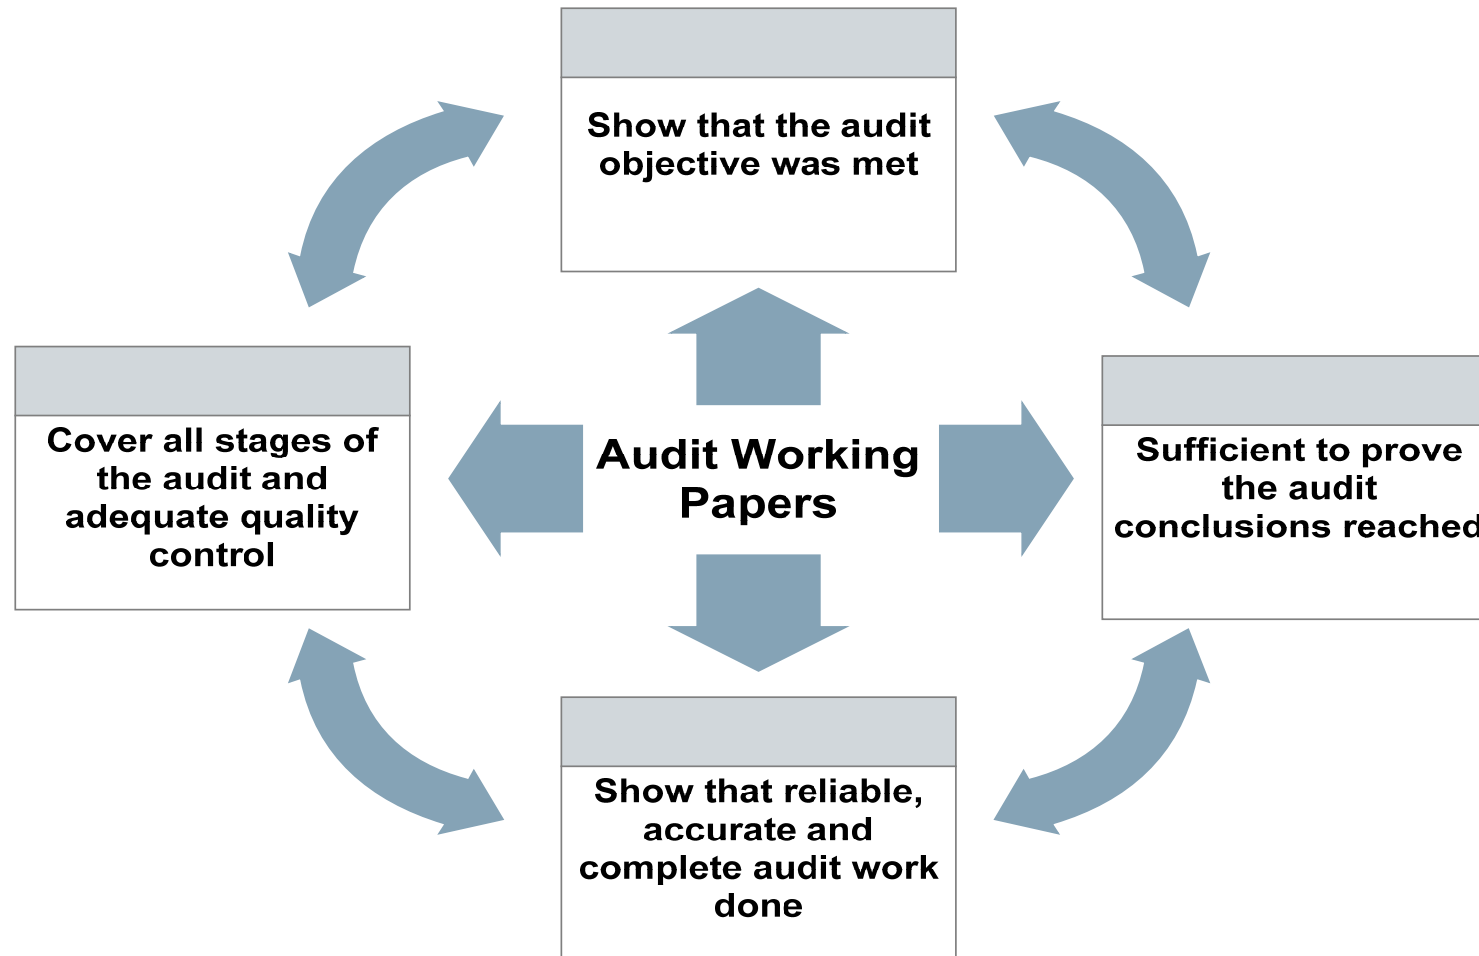 Show that the audit
objective was met
Cover all stages of
the audit and
adequate quality
control
Audit Working
Papers
Sufficient to prove
the audit
conclusions reached
Show that reliable,
accurate and
complete audit work
done